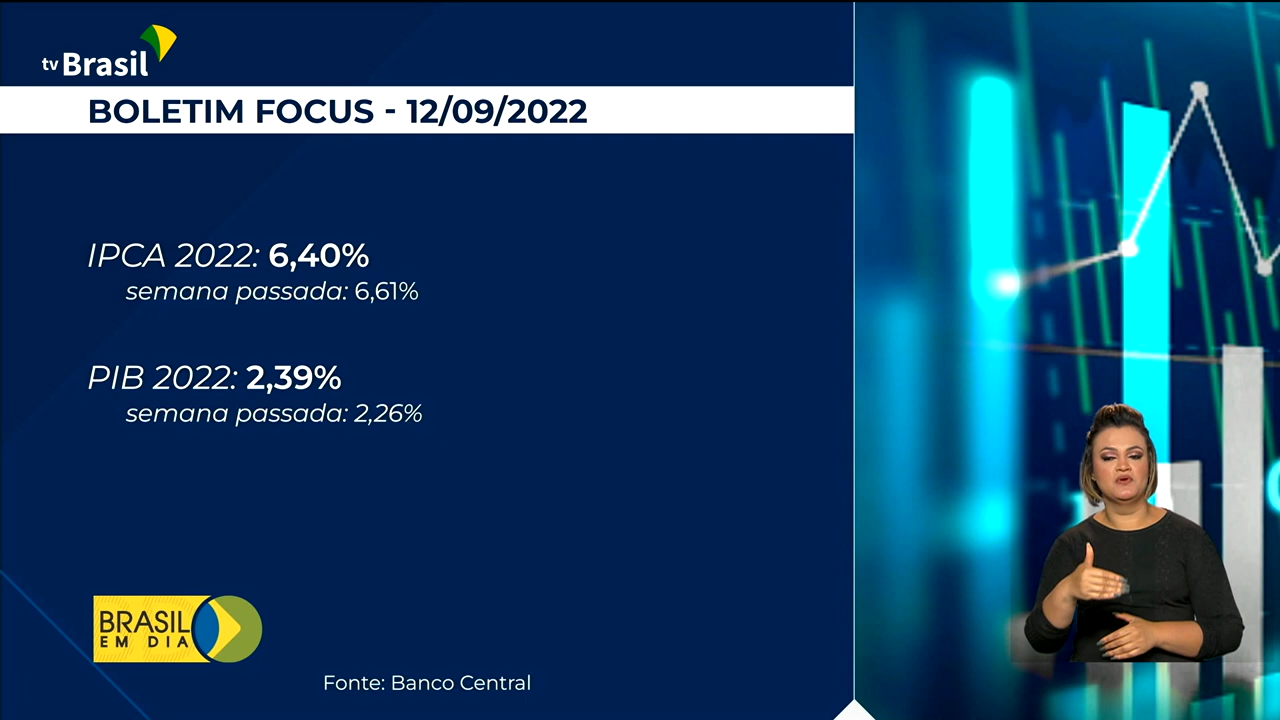 tv Brasil
BOLETIM FOCUS - 12/09/2022
IPCA 2022: 6,40%
semana passada: 6,61%
PIB 2022: 2,39%
semana passada: 2,26%
BRASIL
EM DIA
Fonte: Banco Central